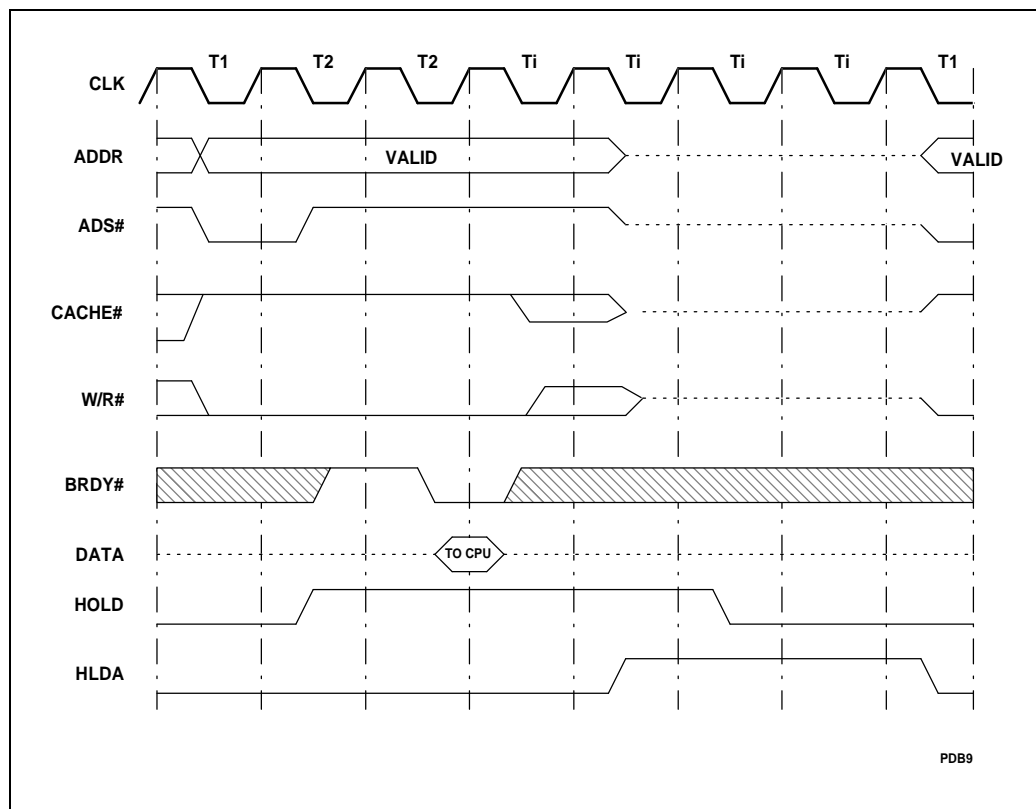 T1 T2 T2 Ti Ti Ti Ti T1
CLK
ADDR VALID VALID
ADS#
CACHE#
W/R#
BRDY#
DATA TO CPU
HOLD
HLDA
PDB9